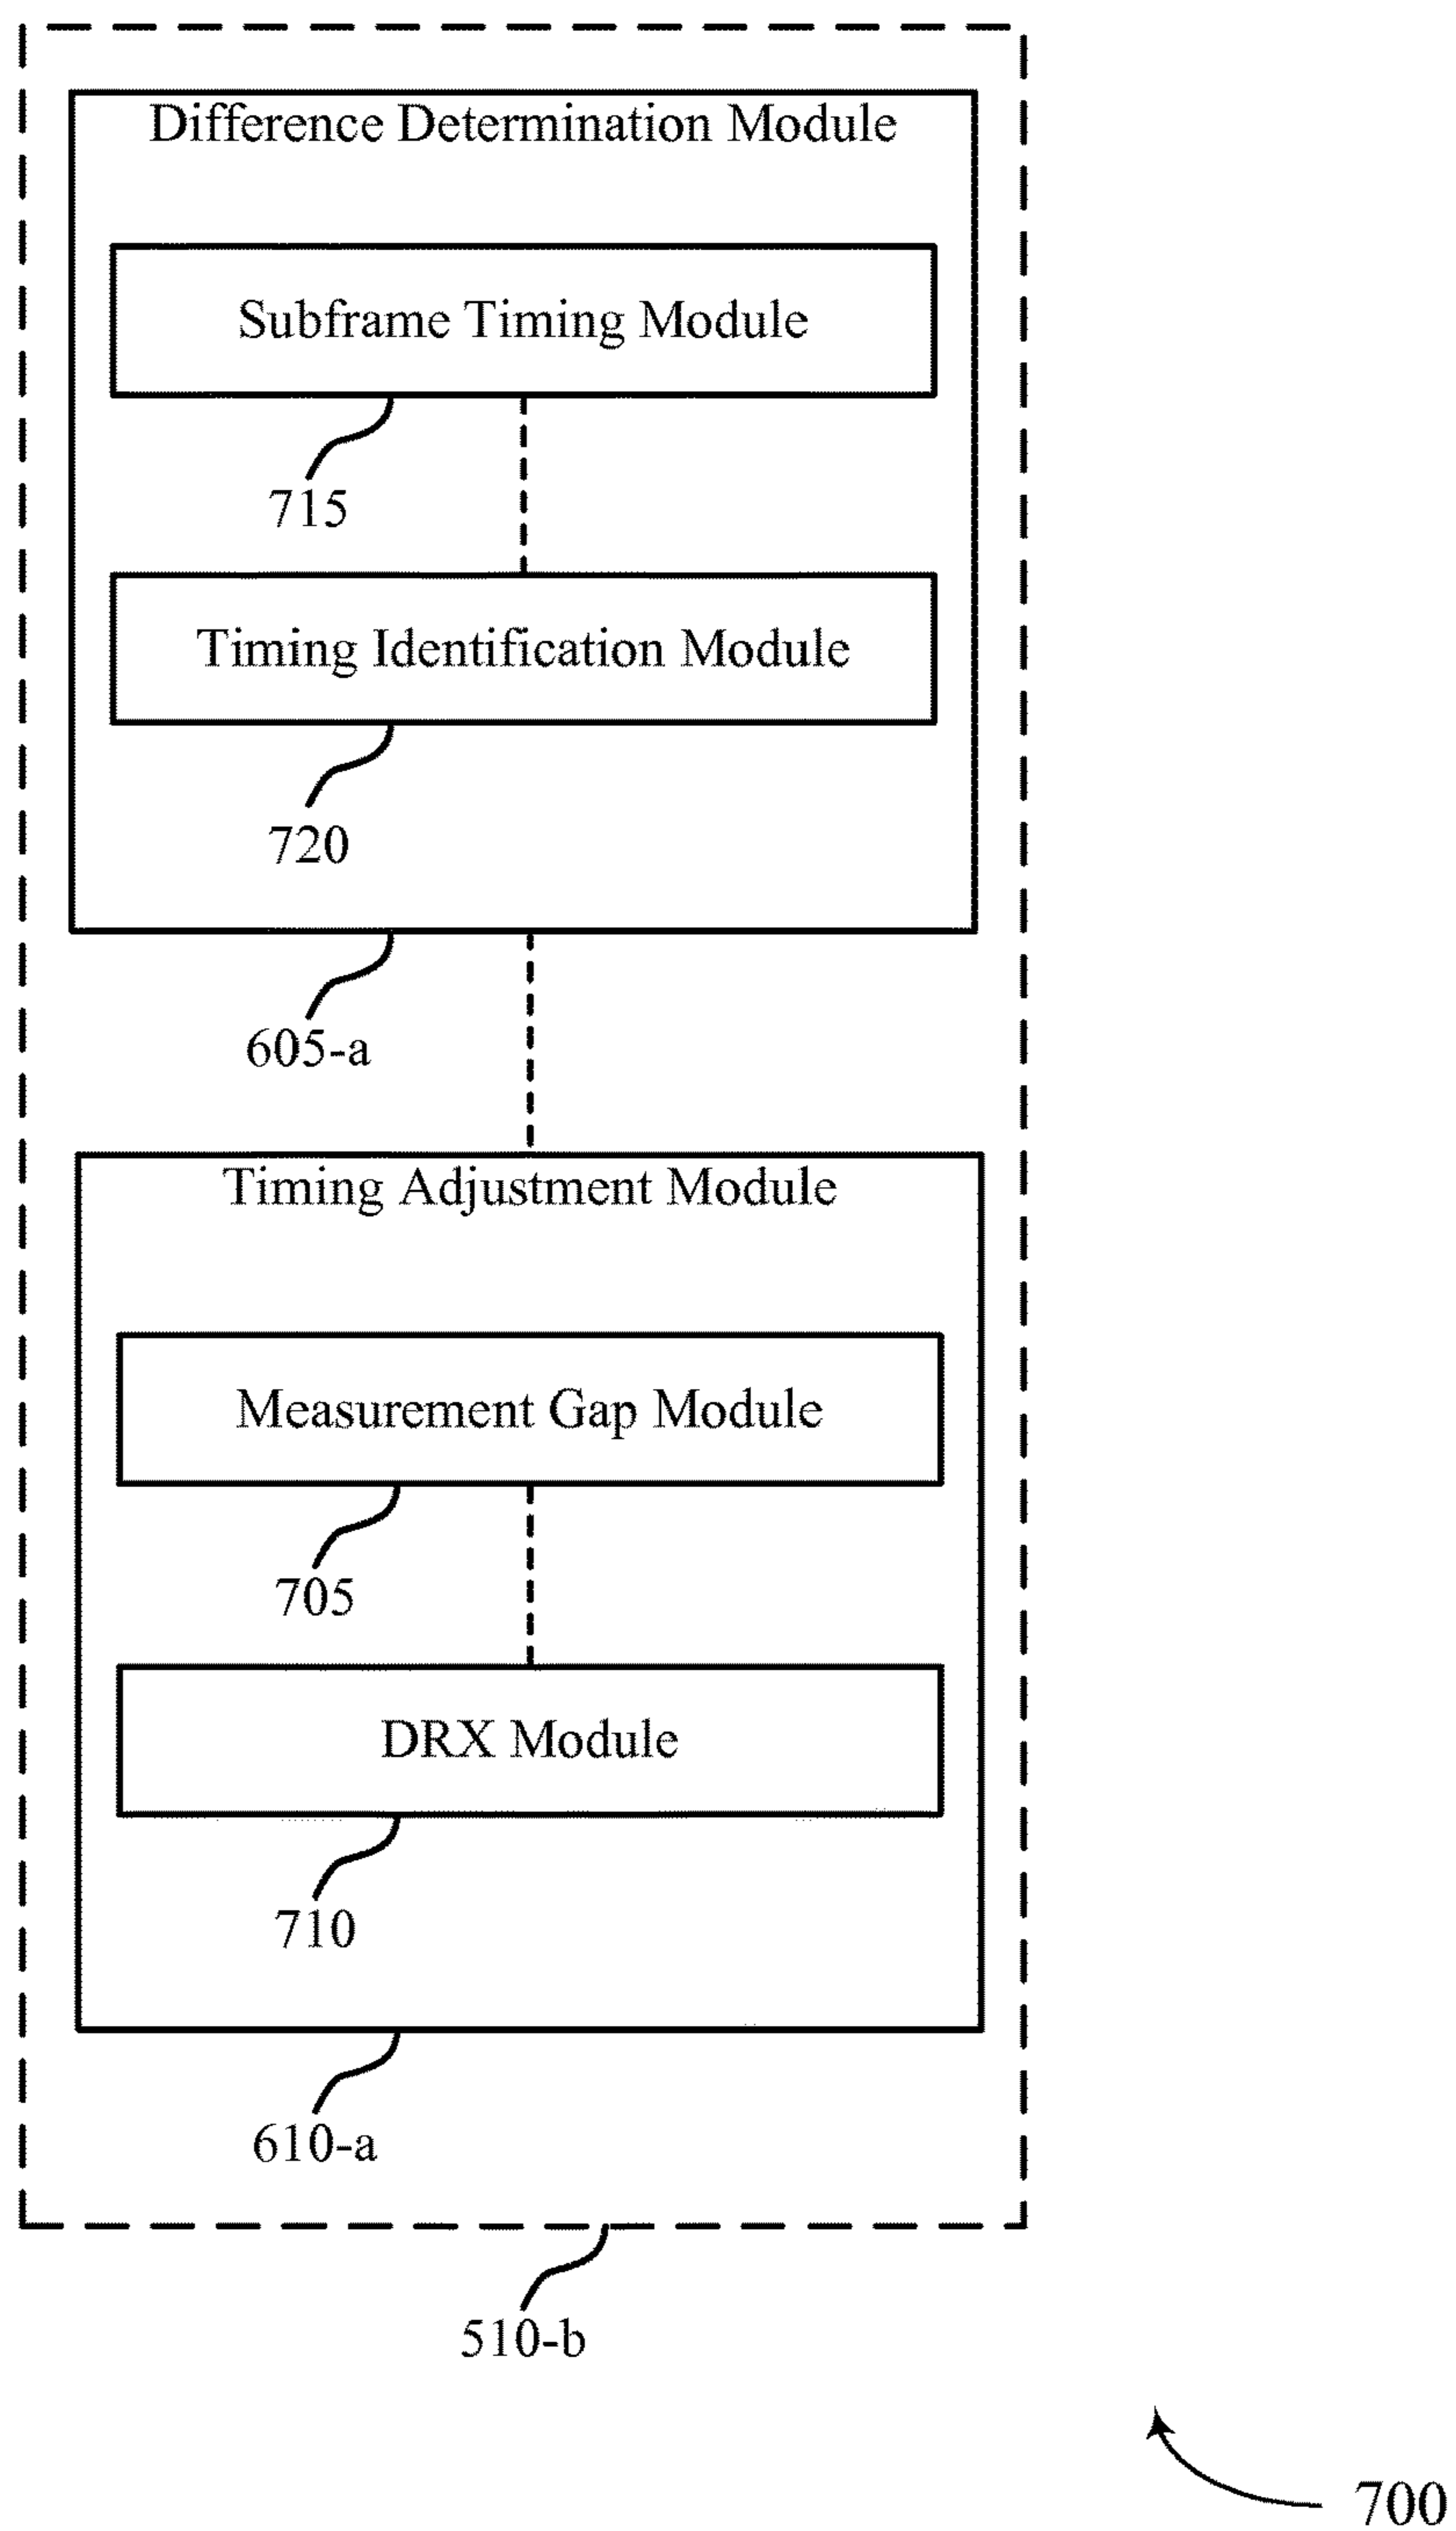 Difference Determination Module
Subframe Timing Module
715
Timing Identification Module
720
605-a
Timing Adjustment Module
Measurement Gap Module
705
DRX Module
710
610-a
510-b
700